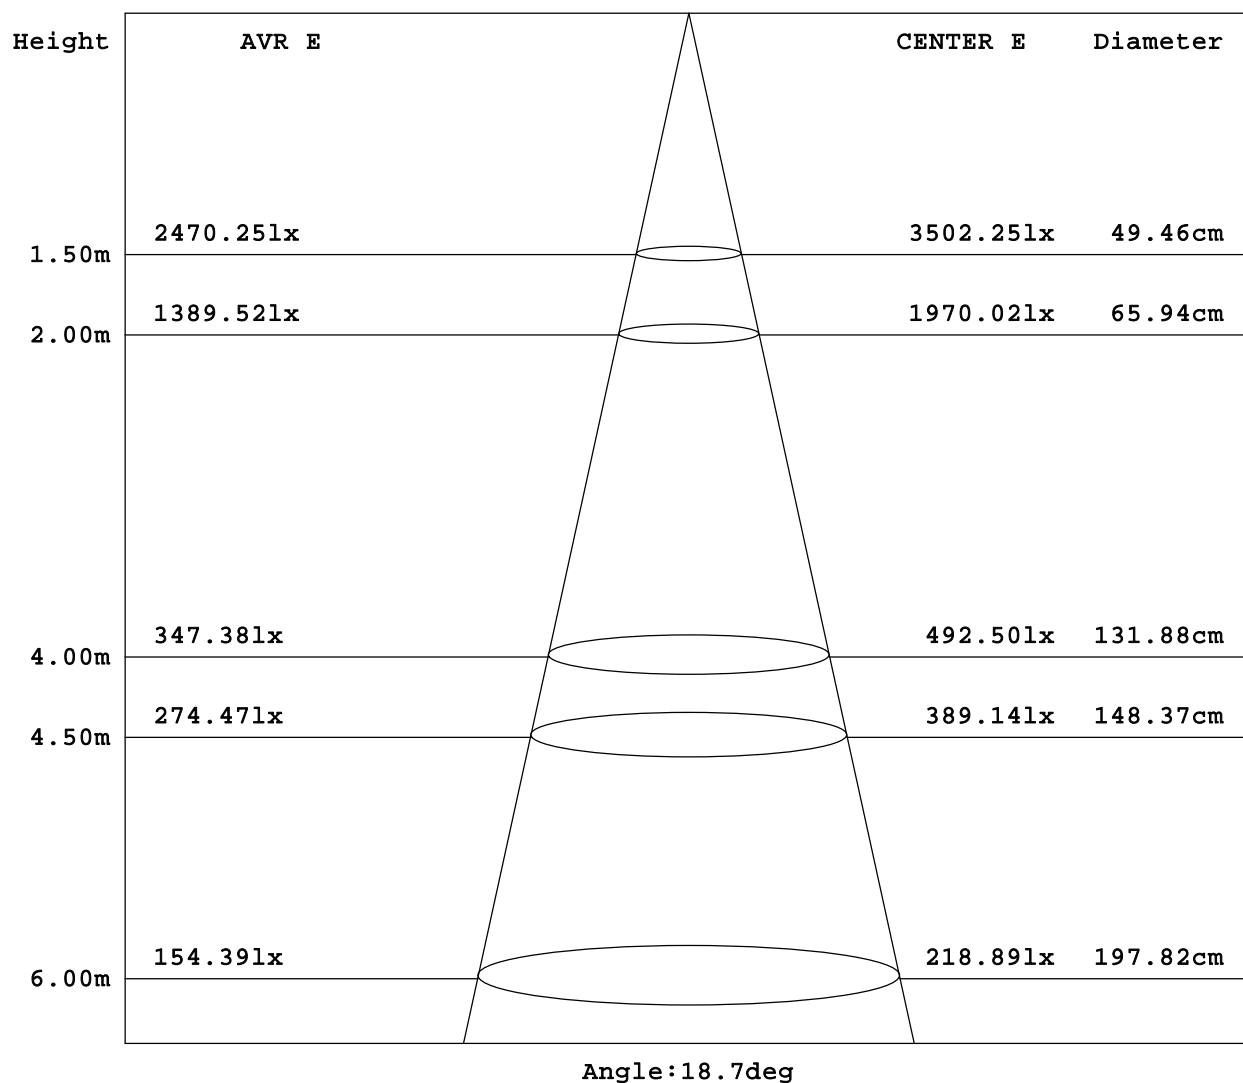 Height AVR E CENTER E Diameter
2470.25lx 3502.25lx 49.46cm
1.50m
1389.52lx 1970.02lx 65.94cm
2.00m
347.38lx 492.50lx 131.88cm
4.00m
274.47lx 389.14lx 148.37cm
4.50m
154.39lx 218.89lx 197.82cm
6.00m
Angle:18.7deg